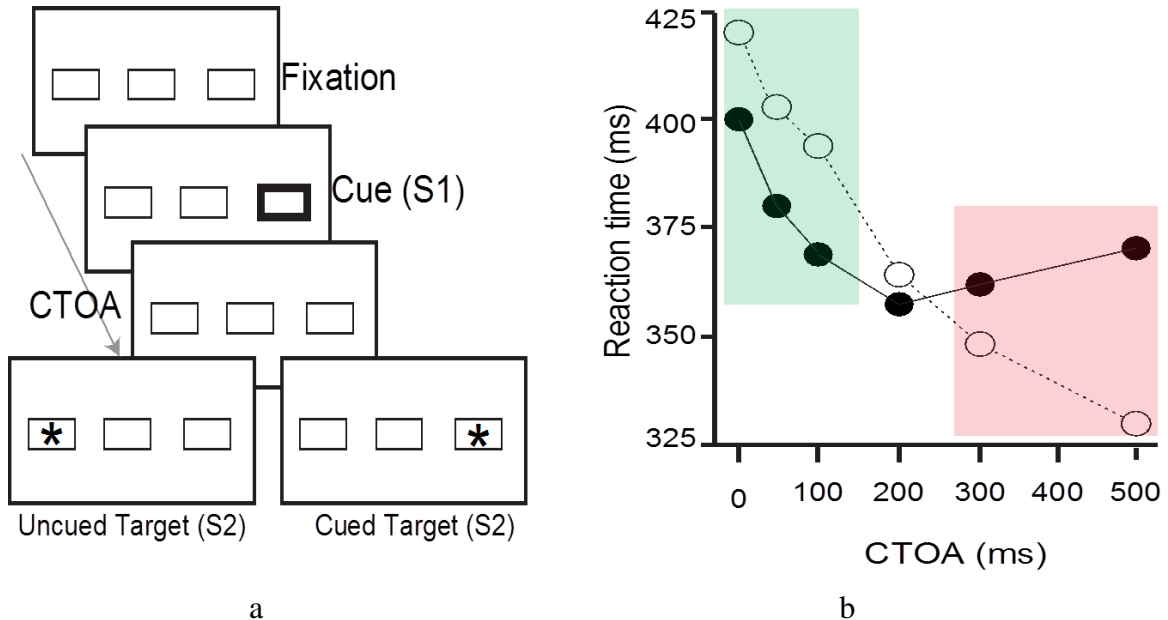 Fixation
Cue (S1)
CTOA
*
*
Uncued Target (S2)
Cued Target (S2)
a
Reaction time (ms)
425
400
375
350
325
0
100
200
300
400
500
CTOA (ms)
b